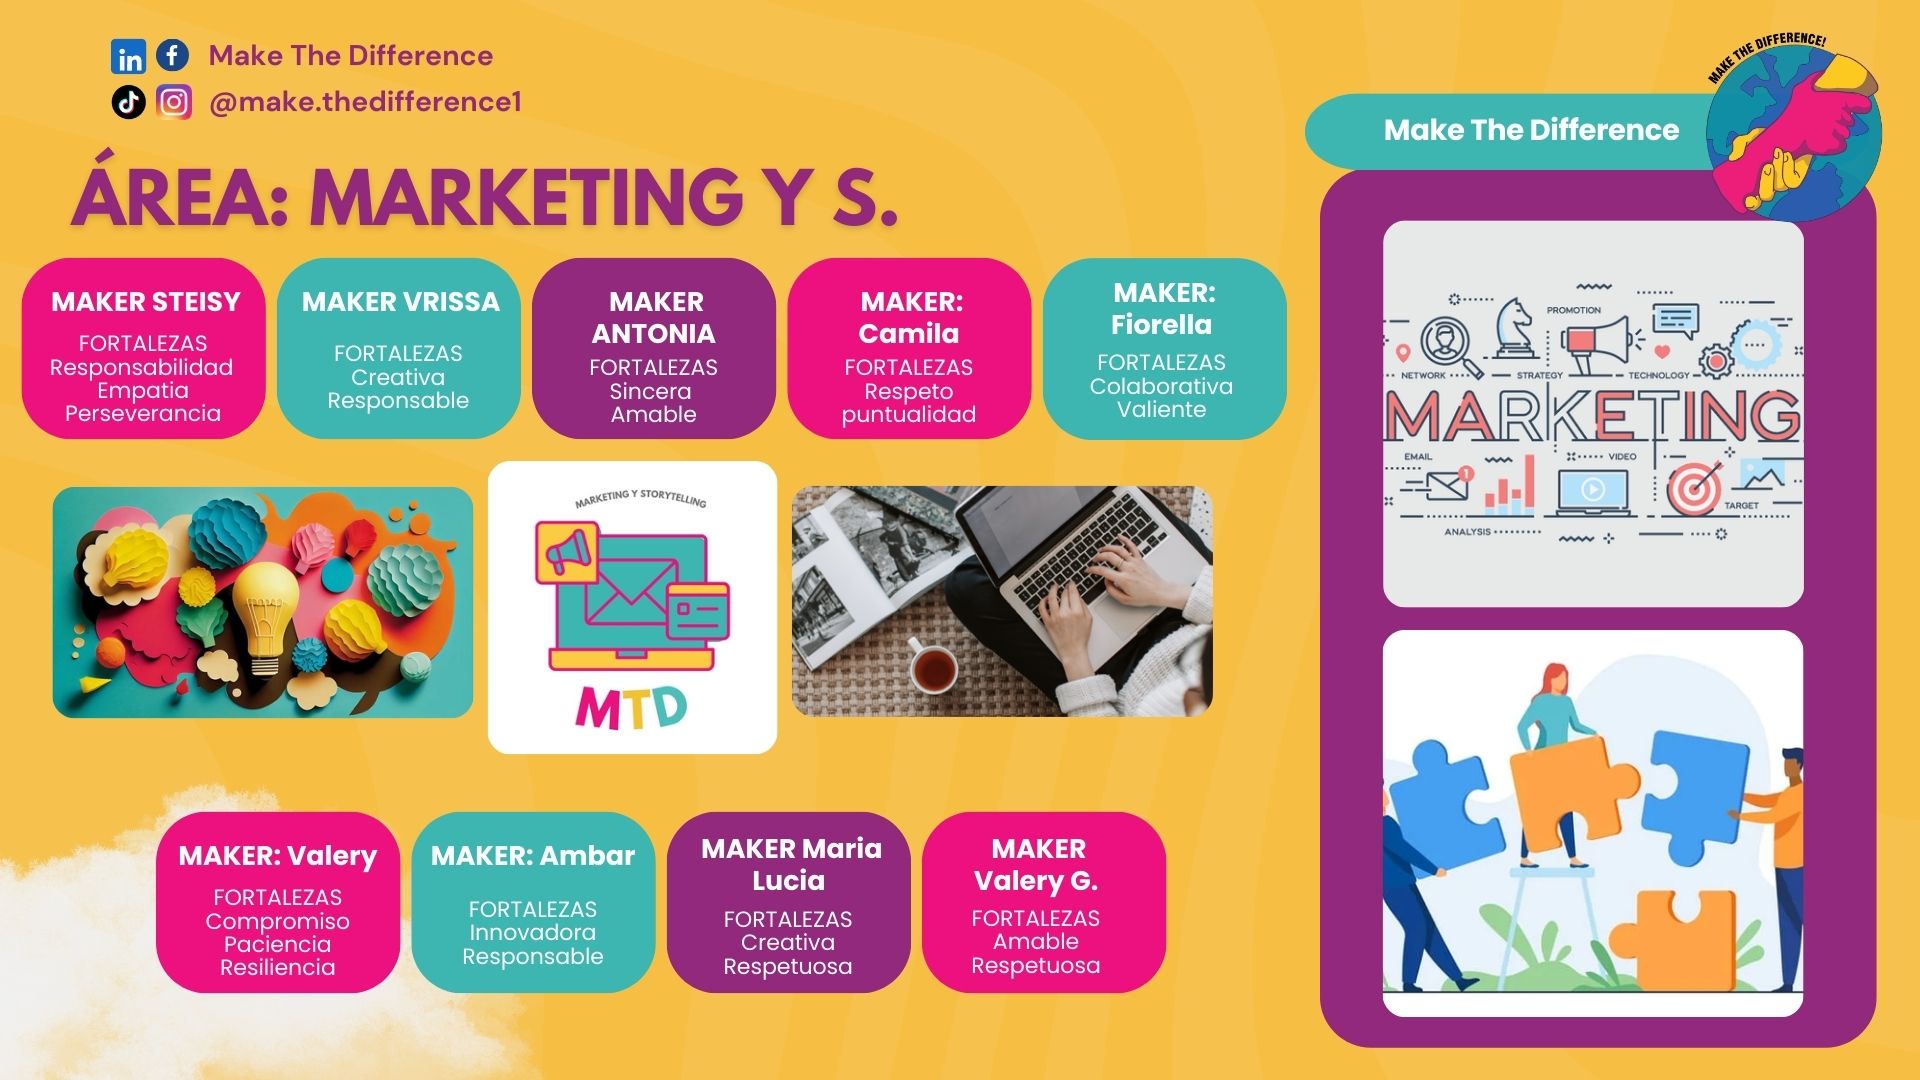 Make The Difference
@make.thedifference1
MAKE THE DIFFERENCE!
Make The Difference
ÁREA: MARKETING Y S.
MAKER STEISY
FORTALEZAS
Responsabilidad
Empatia
Perseverancia
MAKER VRISSA
FORTALEZAS
Creativa
Responsable
MAKER
ANTONIA
FORTALEZAS
Sincera
Amable
MAKER:
Camila
FORTALEZAS
Respeto
puntualidad
MAKER:
Fiorella
FORTALEZAS
Colaborativa
Valiente
MARKETING Y STORYTELLING
MTD
PROMOTION
NETWORK
STRATEGY
TECHNOLOGY
MARKETING
EMAIL
1
VIDEO
TARGET
ANALYSIS
MAKER: Valery
FORTALEZAS
Compromiso
Paciencia
Resiliencia
MAKER: Ambar
FORTALEZAS
Innovadora
Responsable
MAKER Maria
Lucia
FORTALEZAS
Creativa
Respetuosa
MAKER
Valery G.
FORTALEZAS
Amable
Respetuosa